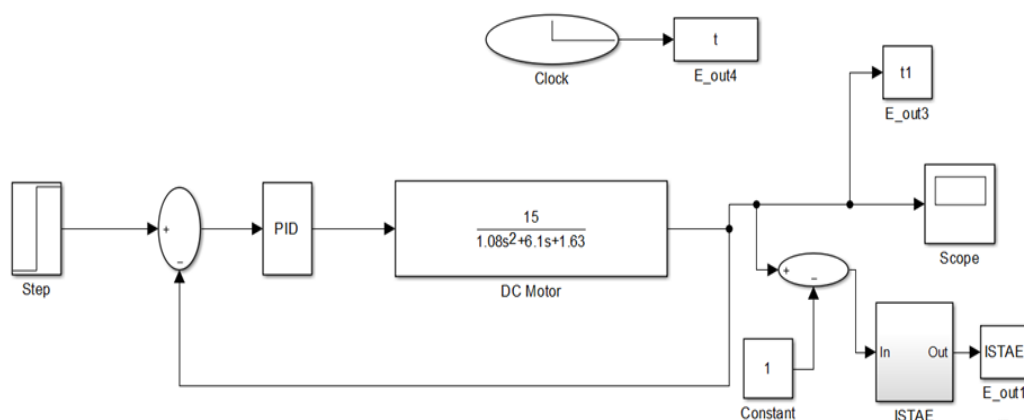 t
Clock
E_out4
t1
E_out3
+
−
PID
15
1.08s²+6.1s+1.63
Step
DC Motor
Scope
+
−
1
Constant
In Out
ISTAE
ISTAE
E_out1